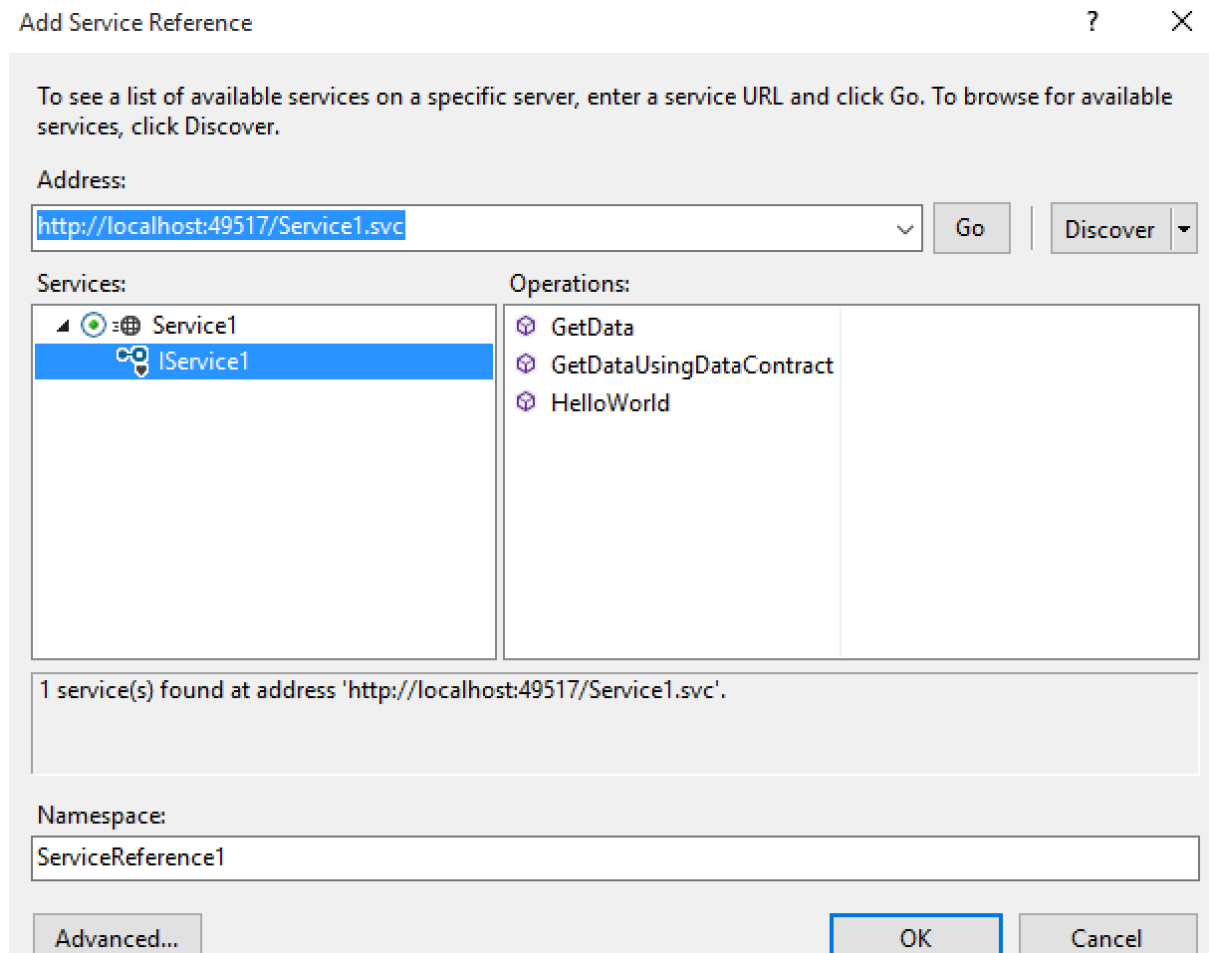 Add Service Reference
?
To see a list of available services on a specific server, enter a service URL and click Go. To browse for available
services, click Discover.
Address:
http://localhost:49517/Service1.svc
Go
Discover
Services:
Operations:
Service1
IService1
GetData
GetDataUsingDataContract
HelloWorld
1 service(s) found at address 'http://localhost:49517/Service1.svc'.
Namespace:
ServiceReference1
Advanced...
OK
Cancel